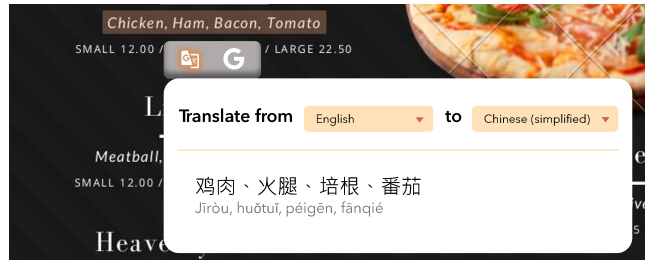 Chicken, Ham, Bacon, Tomato
SMALL 12.00 / / LARGE 22.50
Translate from English to Chinese (simplified)
Meatball,
SMALL 12.00 /
鸡肉、火腿、培根、番茄
Jīròu, huǒtuǐ, péigēn, fānqié